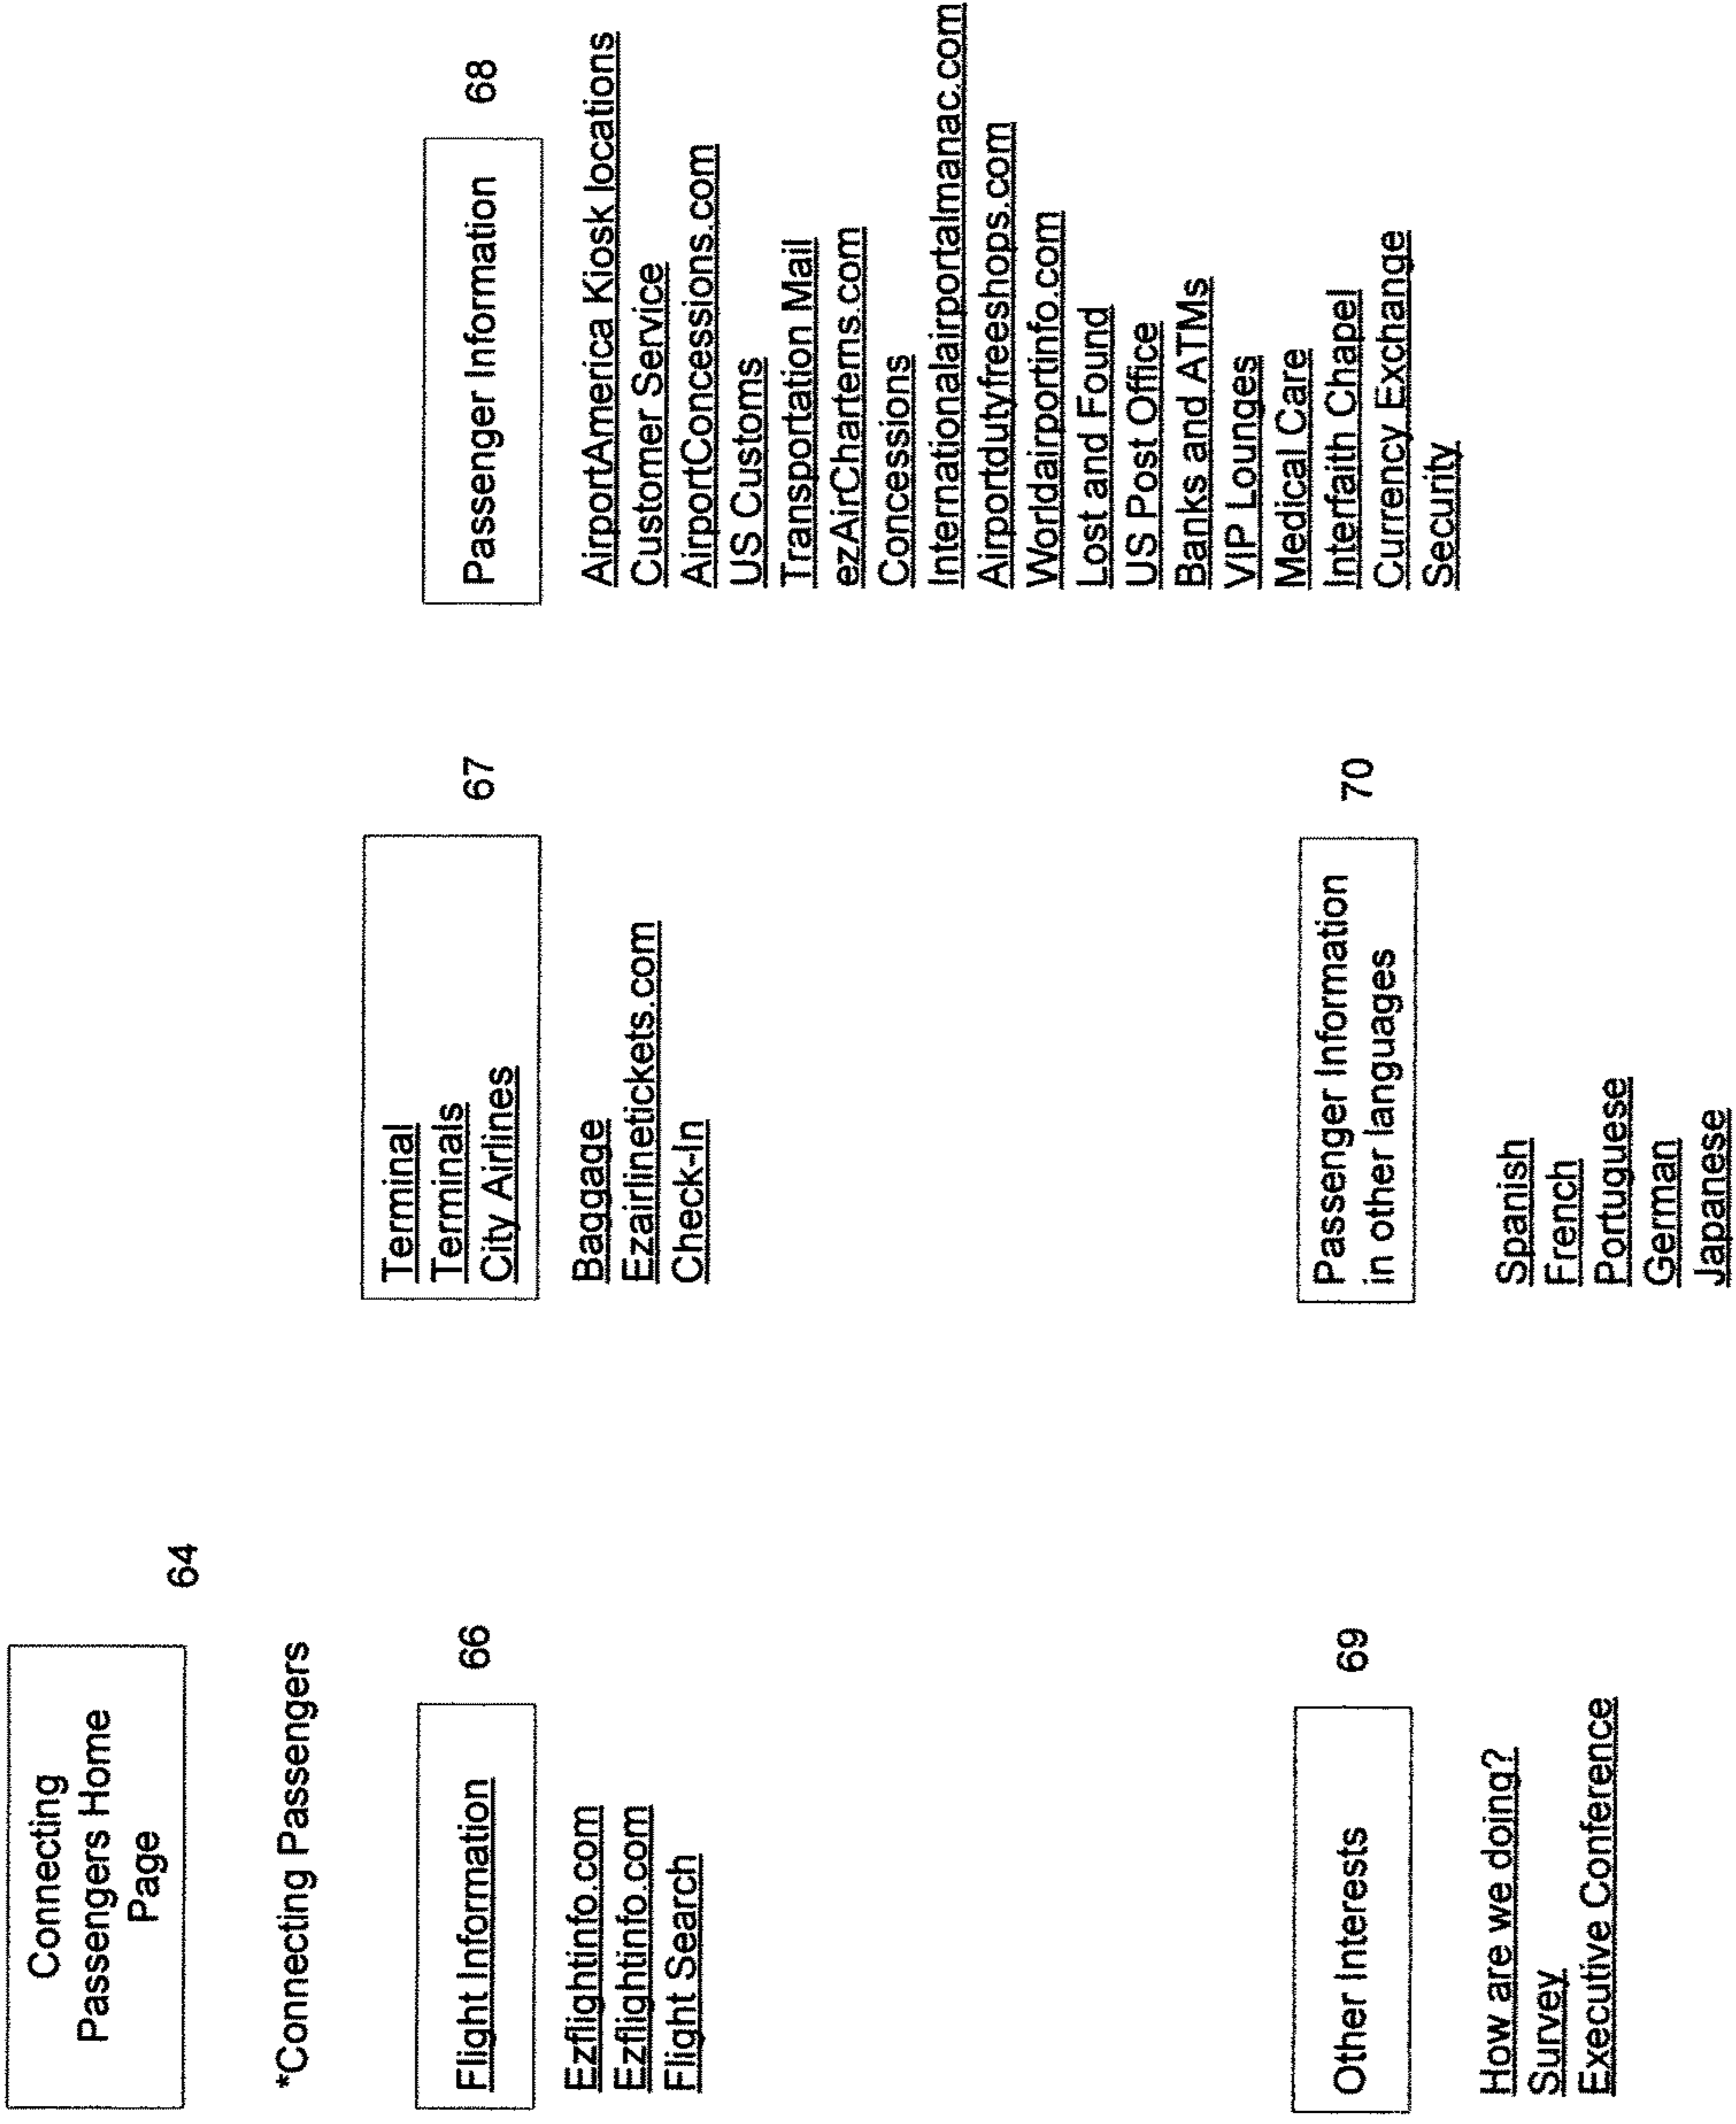 Connecting
Passengers Home
Page
64
*Connecting Passengers
Flight Information
66
Ezflightinfo.com
Ezflightinfo.com
Flight Search
Terminal
Terminals
City Airlines
67
Baggage
Ezairlinetickets.com
Check-In
Passenger Information
68
AirportAmerica Kiosk locations
Customer Service
AirportConcessions.com
US Customs
Transportation Mail
ezAirCharterns.com
Concessions
Internationalairportalmanac.com
Airportdutyfreeshops.com
Worldairportinfo.com
Lost and Found
US Post Office
Banks and ATMs
VIP Lounges
Medical Care
Interfaith Chapel
Currency Exchange
Security
Other Interests
69
How are we doing?
Survey
Executive Conference
Passenger Information
in other languages
70
Spanish
French
Portuguese
German
Japanese